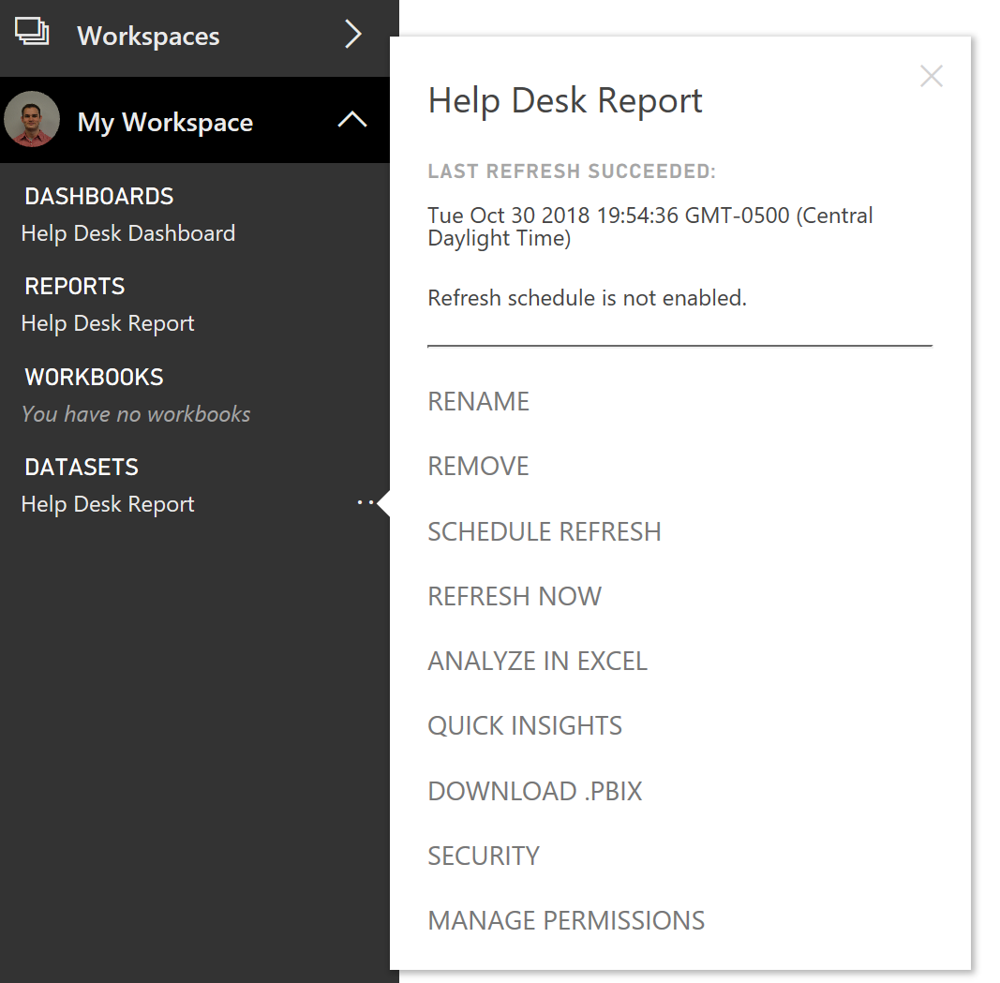 Workspaces
My Workspace
DASHBOARDS
Help Desk Dashboard
REPORTS
Help Desk Report
WORKBOOKS
You have no workbooks
DATASETS
Help Desk Report
Help Desk Report
LAST REFRESH SUCCEEDED:
Tue Oct 30 2018 19:54:36 GMT-0500 (Central
Daylight Time)
Refresh schedule is not enabled.
RENAME
REMOVE
SCHEDULE REFRESH
REFRESH NOW
ANALYZE IN EXCEL
QUICK INSIGHTS
DOWNLOAD .PBIX
SECURITY
MANAGE PERMISSIONS